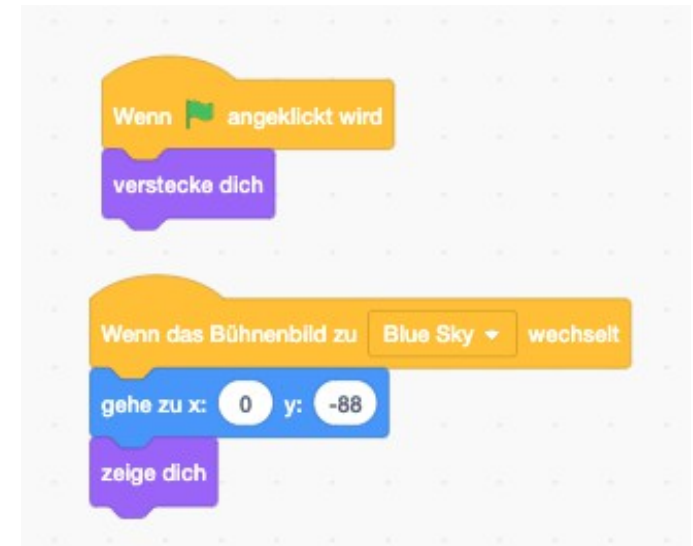 Wenn angeklickt wird
verstecke dich
Wenn das Bühnenbild zu Blue Sky wechselt
gehe zu x: 0 y: -88
zeige dich